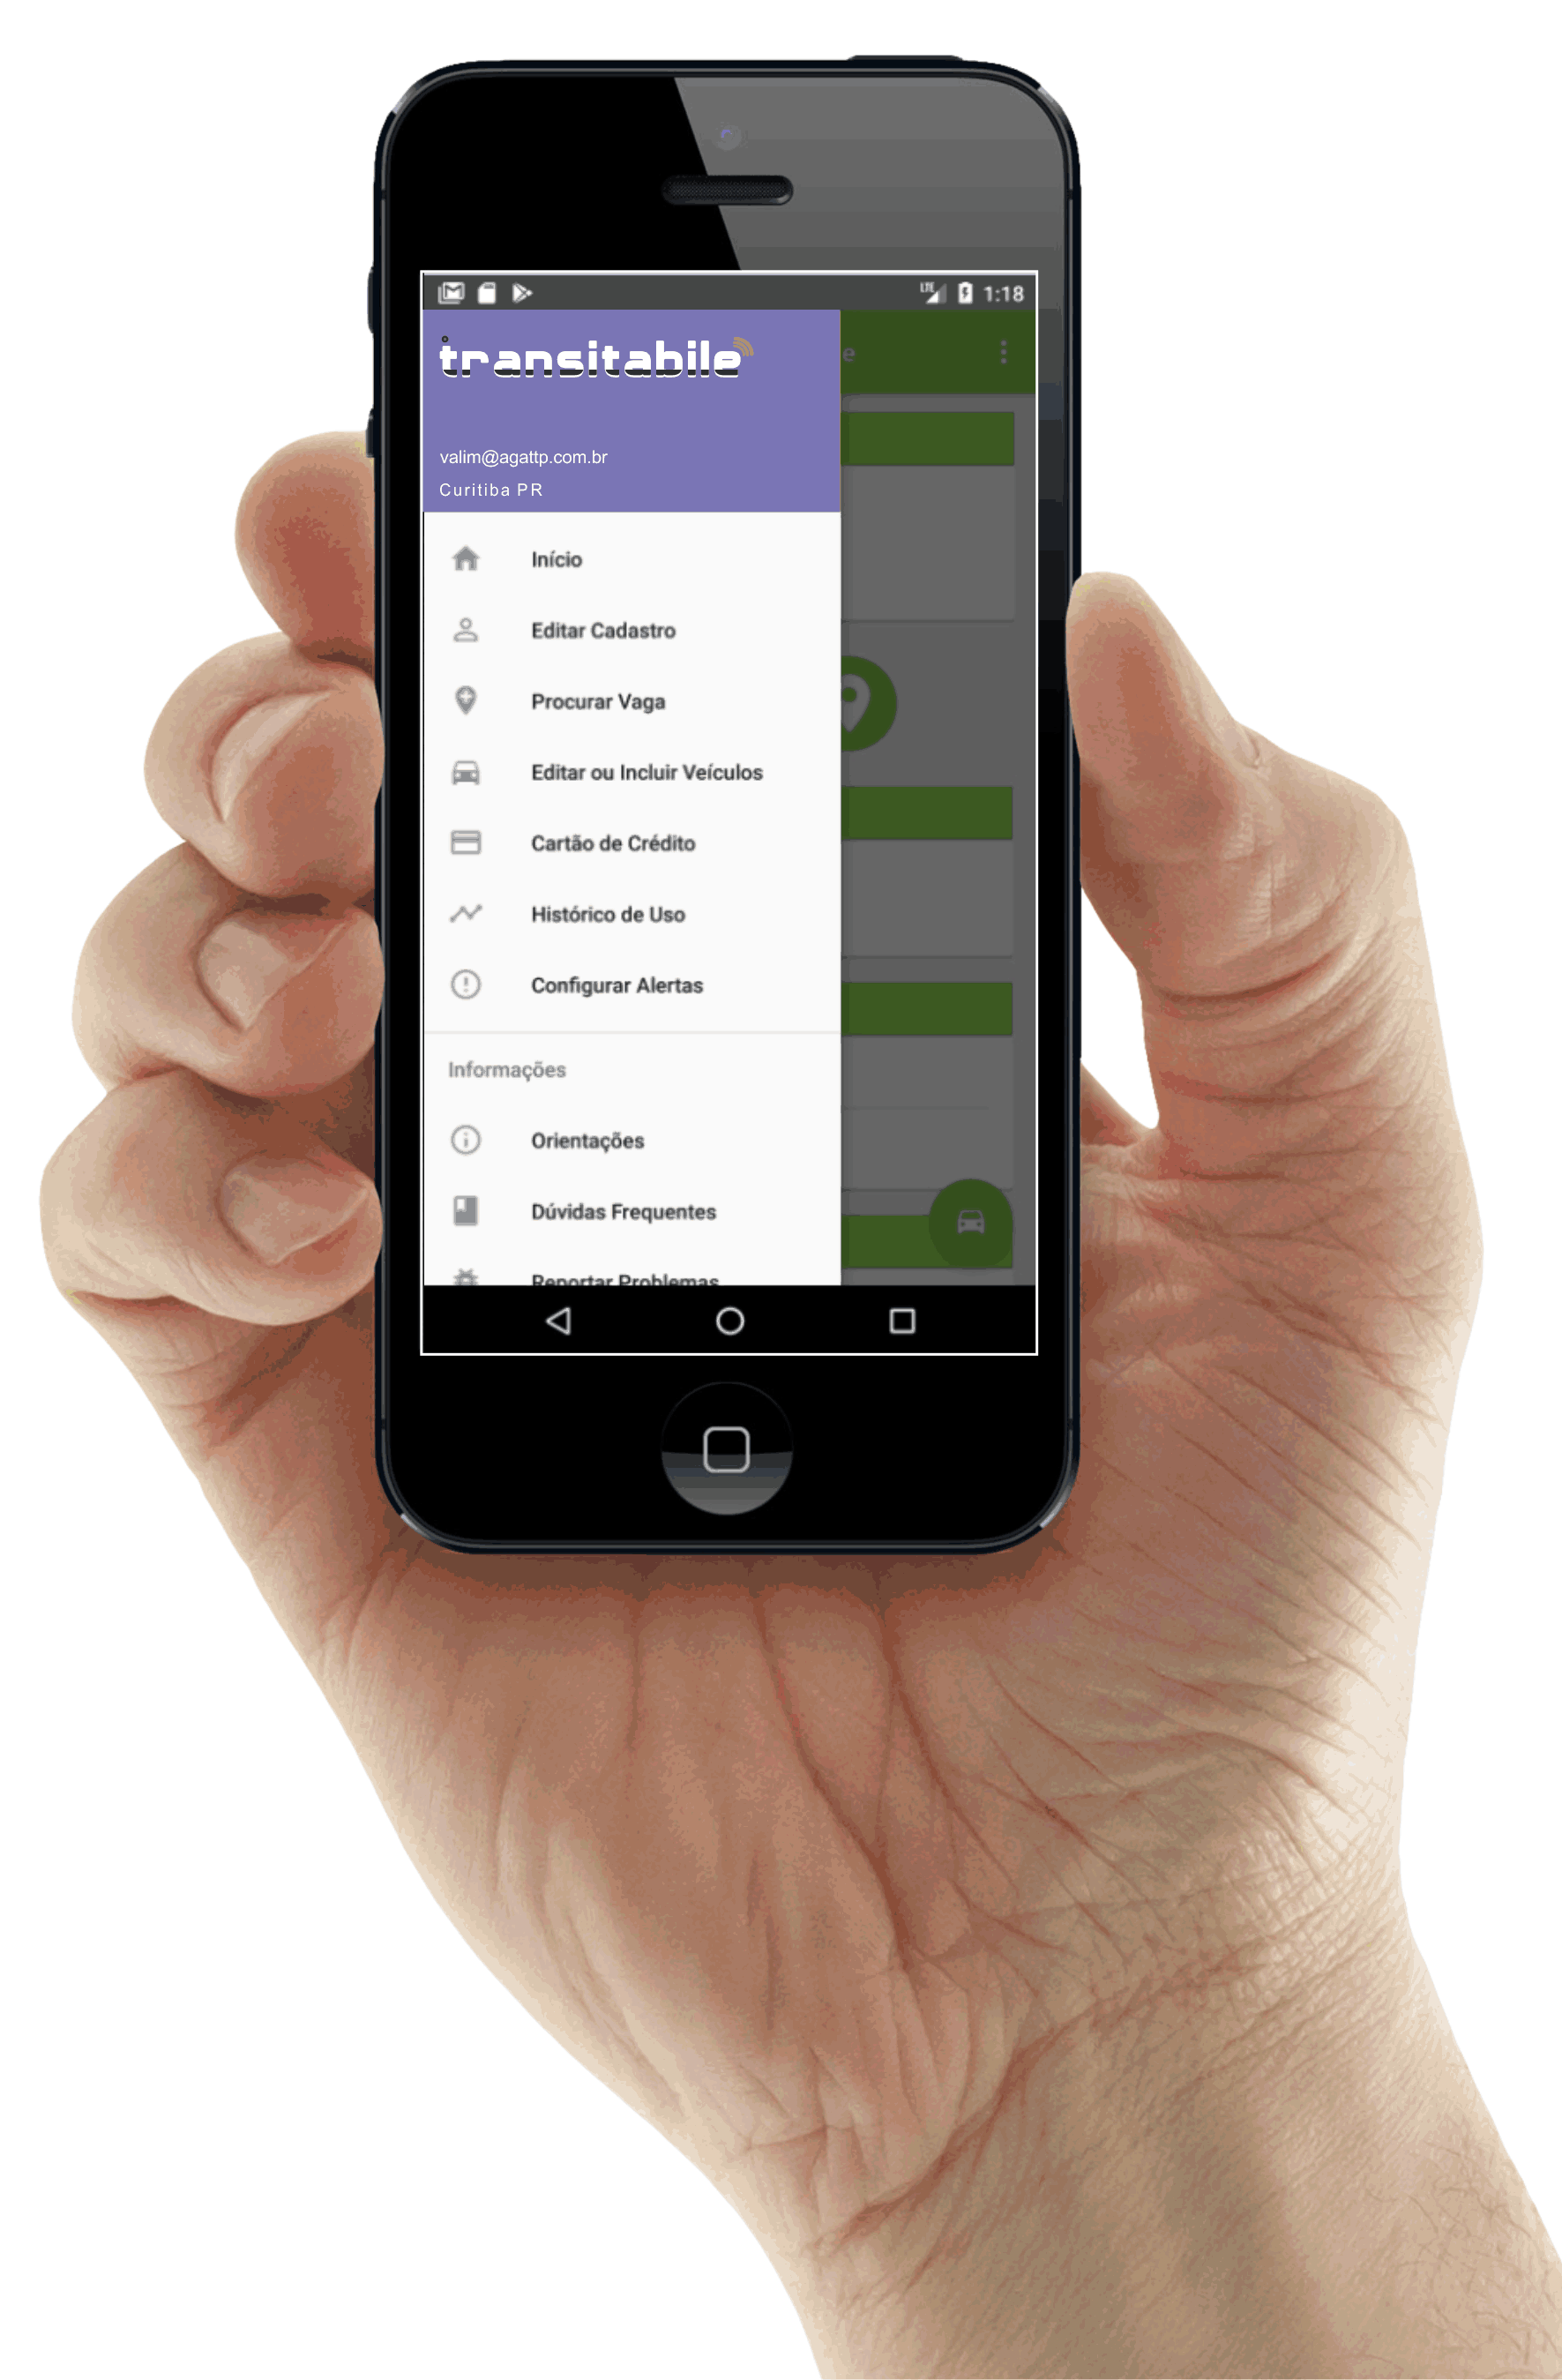 LTE 1:18
transitabile
e
valim@agattp.com.br
Curitiba PR
Início
Editar Cadastro
Procurar Vaga
Editar ou Incluir Veículos
Cartão de Crédito
Histórico de Uso
Configurar Alertas
Informações
Orientações
Dúvidas Frequentes
Reportar Problemas